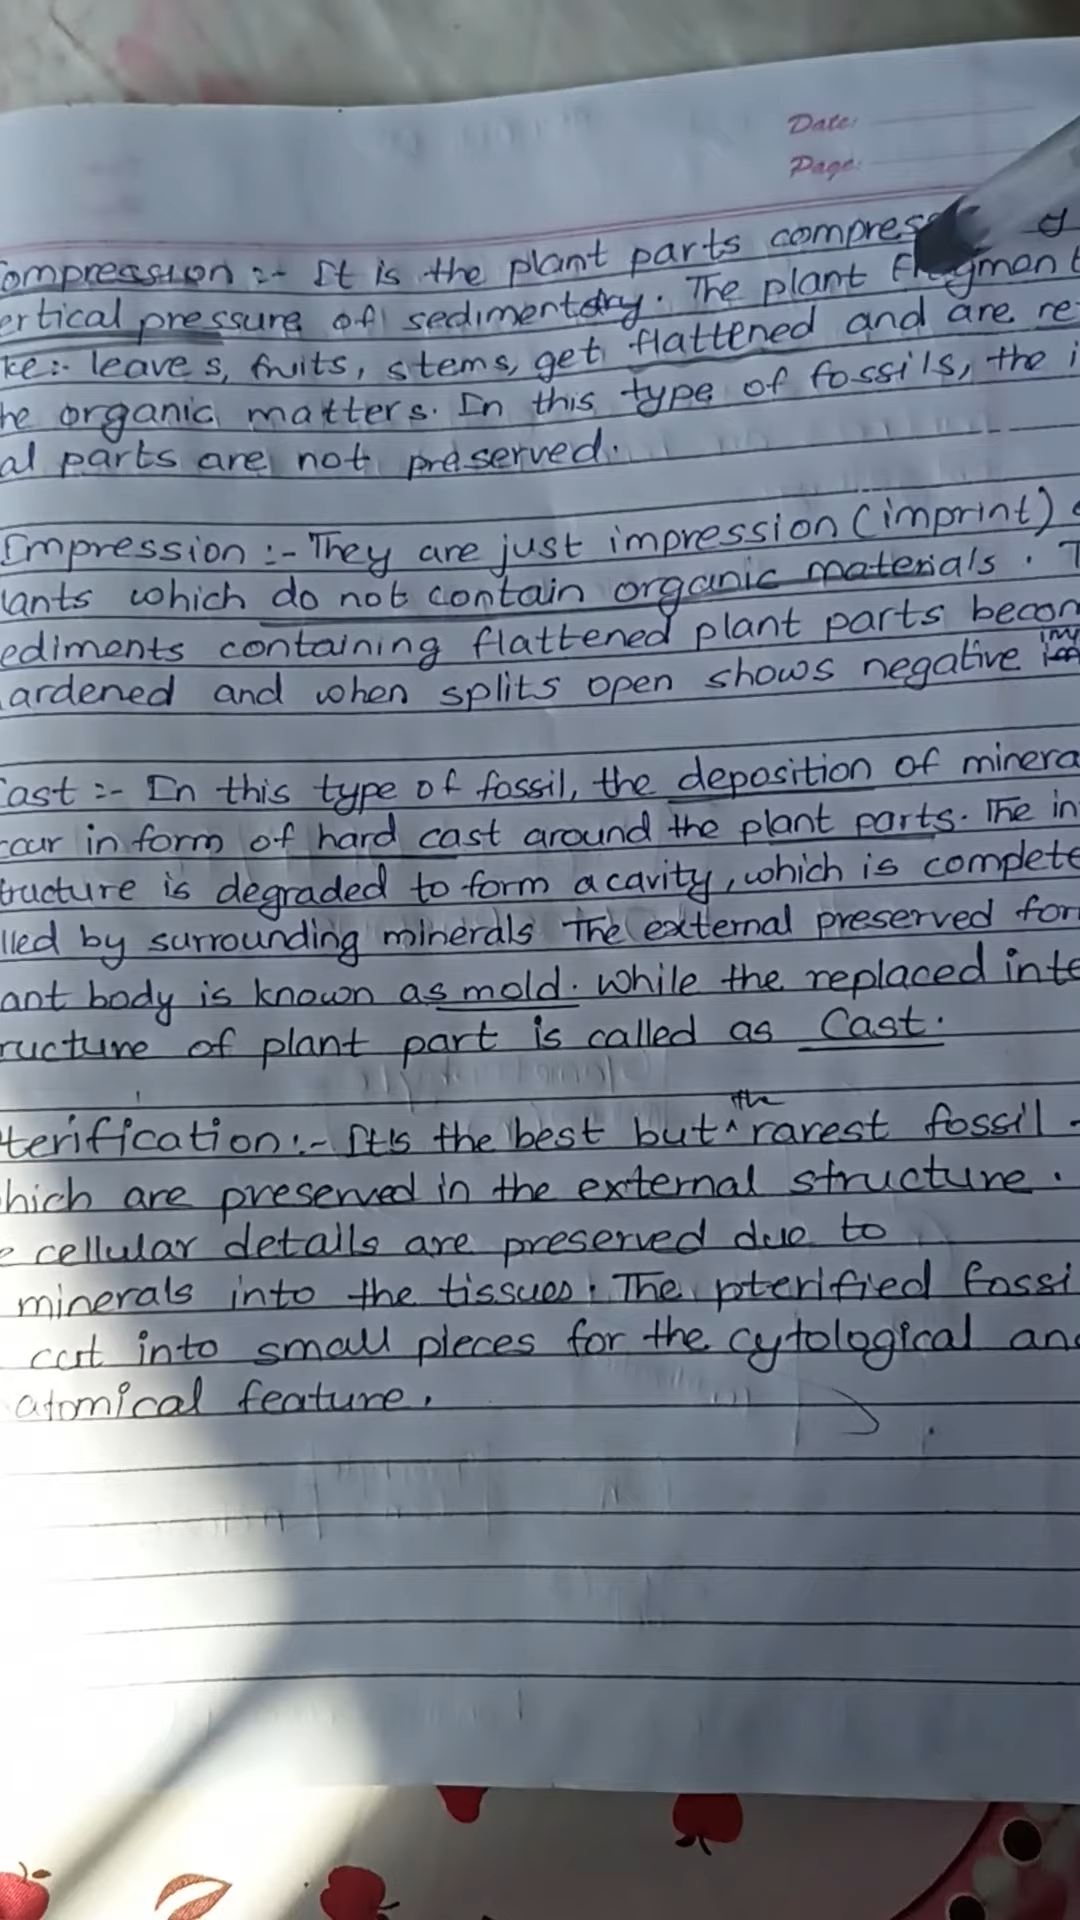 Date:
Page:
ompression :- It is the plant parts compres y
ertical pressure of sedimentary. The plant fragment
ke:- leaves, fruits, stems, get flattened and are re
he organic matters. In this type of fossils, the i
al parts are not preserved.
Impression :- They are just impression (imprint)
lants which do not contain organic materials. T
ediments containing flattened plant parts becom
ardened and when splits open shows negative im
Cast :- In this type of fossil, the deposition of minera
ccur in form of hard cast around the plant parts. The in
tructure is degraded to form a cavity, which is complete
lled by surrounding minerals The external preserved for
ant body is known as mold. While the replaced inte
ructure of plant part is called as Cast.
terification :- It's the best but the rarest fossil -
hich are preserved in the external structure.
e cellular details are preserved due to
minerals into the tissues. The pterified fossi
cut into small pieces for the cytological and
atomical feature.